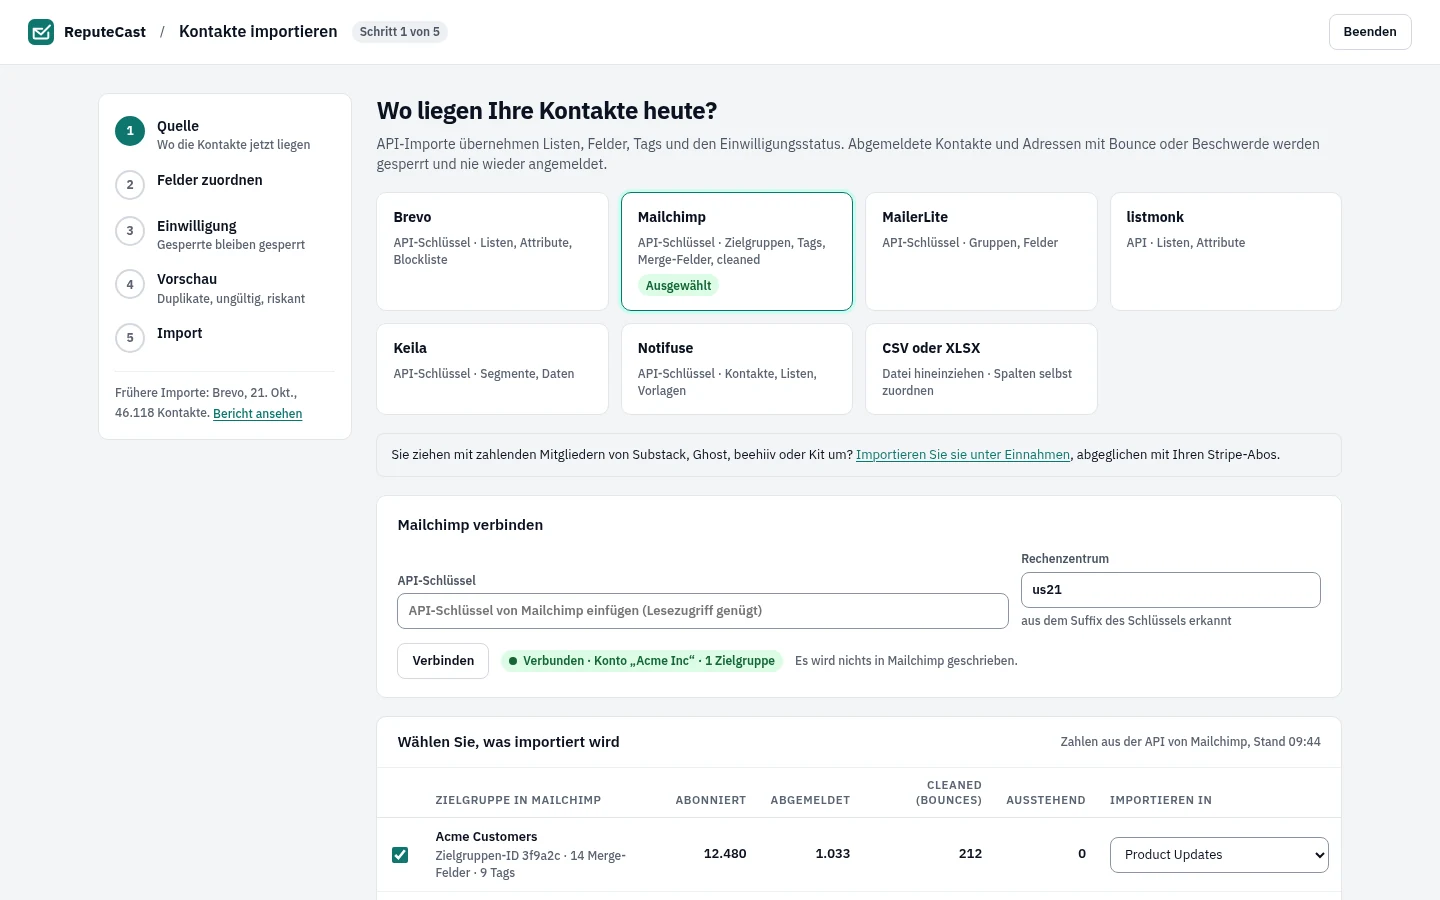 ReputeCast / Kontakte importieren Schritt 1 von 5
Beenden
1 Quelle
Wo die Kontakte jetzt liegen
2 Felder zuordnen
3 Einwilligung
Gesperrte bleiben gesperrt
4 Vorschau
Duplikate, ungültig, riskant
5 Import
Frühere Importe: Brevo, 21. Okt.,
46.118 Kontakte. Bericht ansehen
Wo liegen Ihre Kontakte heute?
API-Importe übernehmen Listen, Felder, Tags und den Einwilligungsstatus. Abgemeldete Kontakte und Adressen mit Bounce oder Beschwerde werden
gesperrt und nie wieder angemeldet.
Brevo
API-Schlüssel · Listen, Attribute,
Blockliste
Mailchimp
API-Schlüssel · Zielgruppen, Tags,
Merge-Felder, cleaned
Ausgewählt
MailerLite
API-Schlüssel · Gruppen, Felder
listmonk
API · Listen, Attribute
Keila
API-Schlüssel · Segmente, Daten
Notifuse
API-Schlüssel · Kontakte, Listen,
Vorlagen
CSV oder XLSX
Datei hineinziehen · Spalten selbst
zuordnen
Sie ziehen mit zahlenden Mitgliedern von Substack, Ghost, beehiiv oder Kit um? Importieren Sie sie unter Einnahmen, abgeglichen mit Ihren Stripe-Abos.
Mailchimp verbinden
API-Schlüssel
API-Schlüssel von Mailchimp einfügen (Lesezugriff genügt)
Rechenzentrum
us21
aus dem Suffix des Schlüssels erkannt
Verbinden
Verbunden · Konto „Acme Inc“ · 1 Zielgruppe
Es wird nichts in Mailchimp geschrieben.
Wählen Sie, was importiert wird
Zahlen aus der API von Mailchimp, Stand 09:44
ZIELGRUPPE IN MAILCHIMP
ABONNIERT
ABGEMELDET
CLEANED
(BOUNCES)
AUSSTEHEND
IMPORTIEREN IN
Acme Customers
Zielgruppen-ID 3f9a2c · 14 Merge-
Felder · 9 Tags
12.480
1.033
212
0
Product Updates